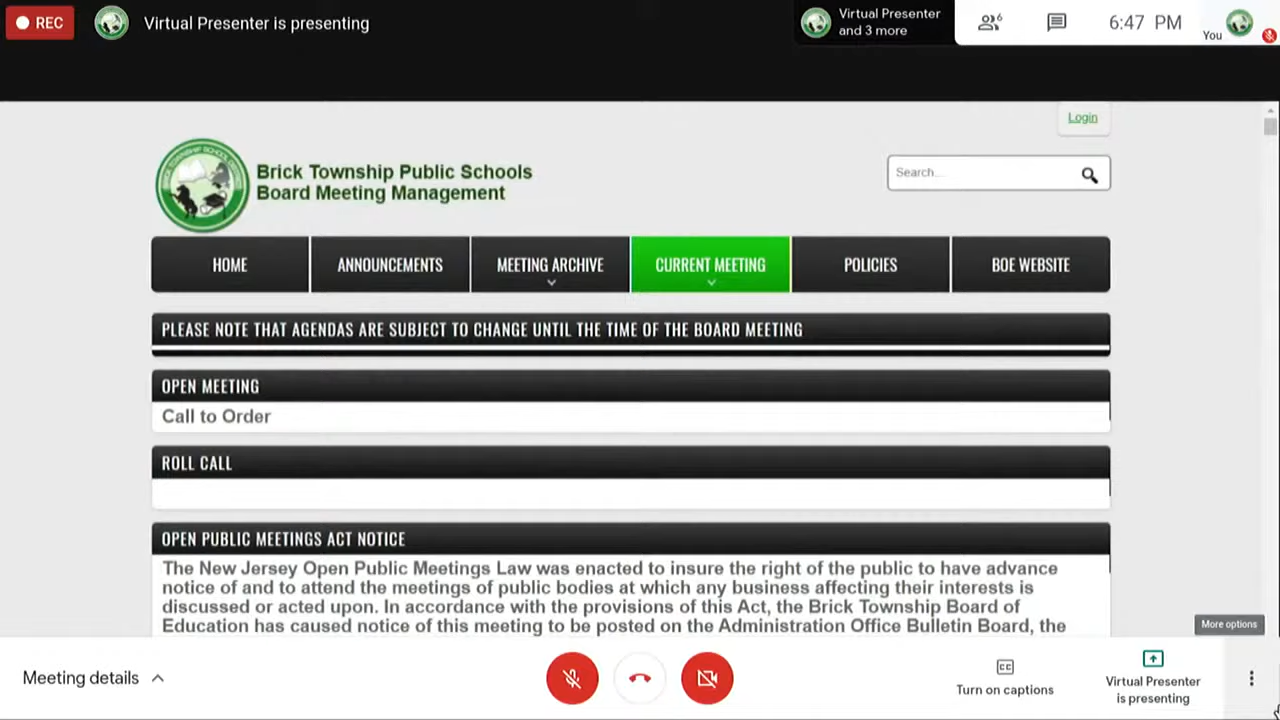 REC
Virtual Presenter is presenting
Virtual Presenter
and 3 more
6
6:47 PM
You
Login
Brick Township Public Schools
Board Meeting Management
Search...
HOME
ANNOUNCEMENTS
MEETING ARCHIVE
CURRENT MEETING
POLICIES
BOE WEBSITE
PLEASE NOTE THAT AGENDAS ARE SUBJECT TO CHANGE UNTIL THE TIME OF THE BOARD MEETING
OPEN MEETING
Call to Order
ROLL CALL
OPEN PUBLIC MEETINGS ACT NOTICE
The New Jersey Open Public Meetings Law was enacted to insure the right of the public to have advance
notice of and to attend the meetings of public bodies at which any business affecting their interests is
discussed or acted upon. In accordance with the provisions of this Act, the Brick Township Board of
Education has caused notice of this meeting to be posted on the Administration Office Bulletin Board, the
More options
Meeting details
CC
Turn on captions
Virtual Presenter
is presenting